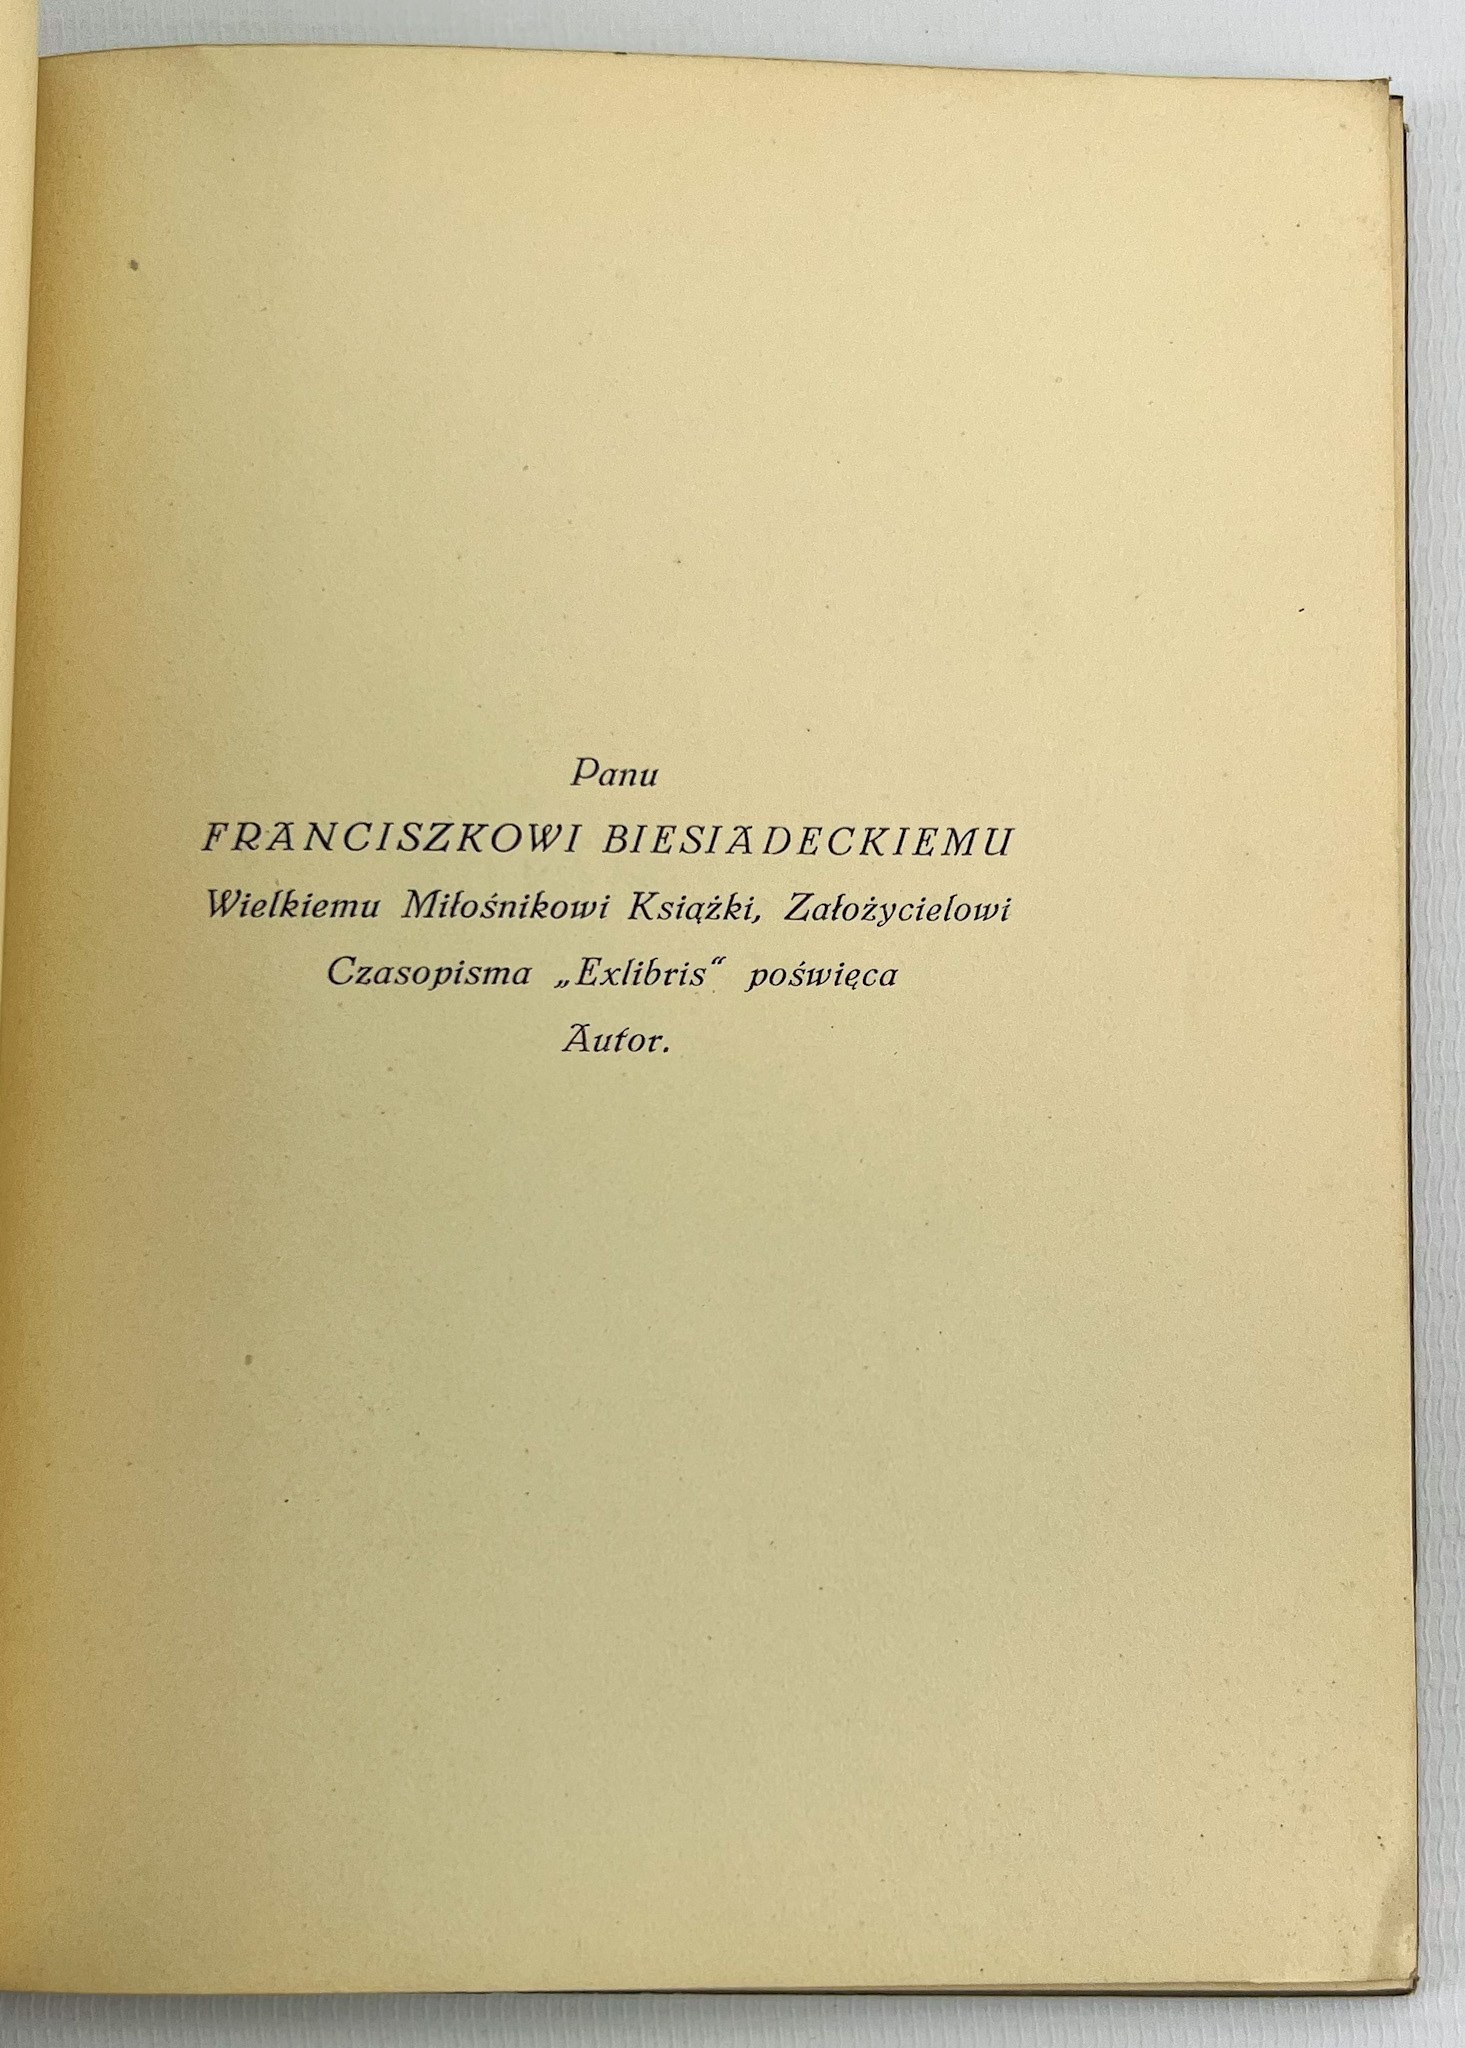 Panu
FRANCISZKOWI BIESIADECKIEMU
Wielkiemu Miłośnikowi Książki, Założycielowi
Czasopisma „Exlibris“ poświęca
Autor.